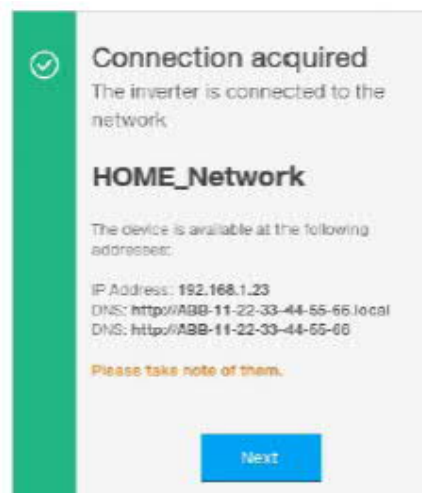 Connection acquired
The inverter is connected to the
network
HOME_Network
The device is available at the following
addresses:
IP Address: 192.168.1.23
DNS: http://ABB-11-22-33-44-55-66.local
DNS: http://ABB-11-22-33-44-55-66
Please take note of them.
Next